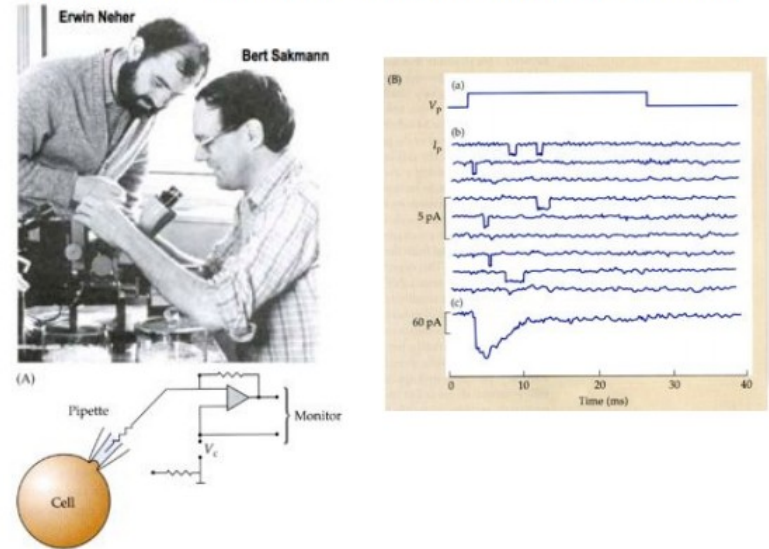 Erwin Neher
Bert Sakmann
(A)
Pipette
Cell
Monitor
Vc
(B)
(a)
Vp
(b)
Ip
5 pA
(c)
60 pA
0 10 20 30 40
Time (ms)